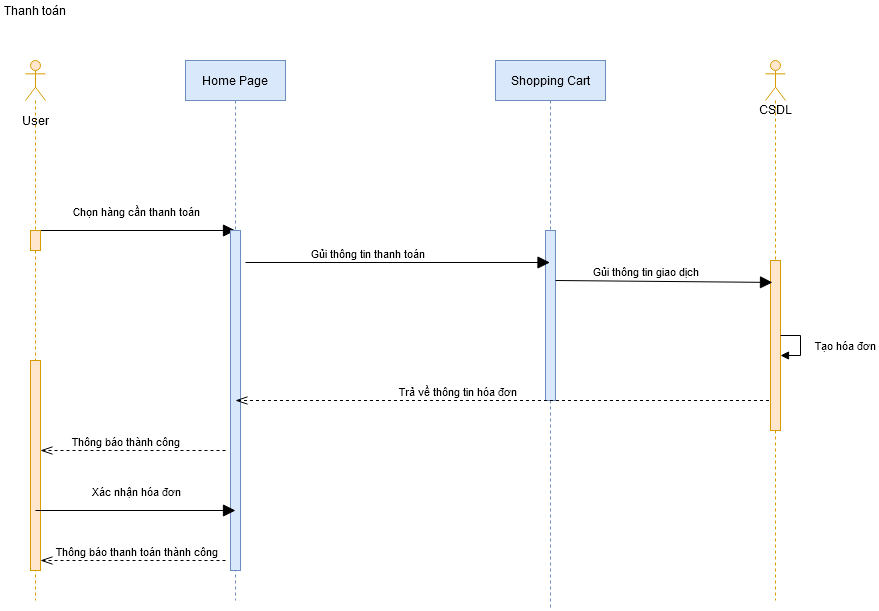 Thanh toán
Home Page
Shopping Cart
CSDL
User
Chọn hàng cần thanh toán
Gủi thông tin thanh toán
Gủi thông tin giao dịch
Tạo hóa đơn
Trả về thông tin hóa đơn
Thông báo thành công
Xác nhận hóa đơn
Thông báo thanh toán thành công